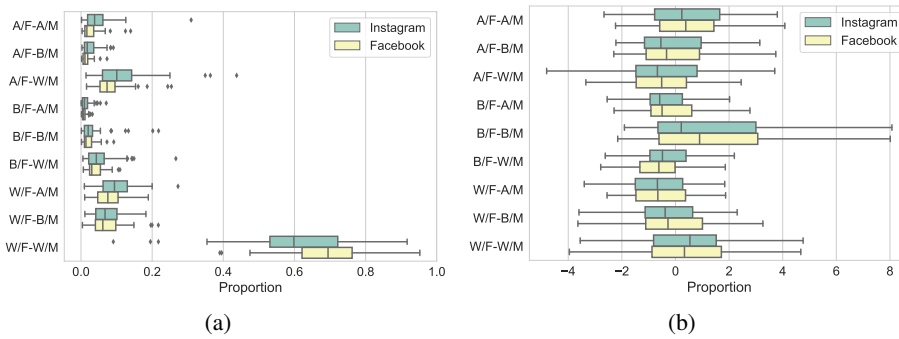 A/F-A/M
A/F-B/M
A/F-W/M
B/F-A/M
B/F-B/M
B/F-W/M
W/F-A/M
W/F-B/M
W/F-W/M
Instagram
Facebook
0.0 0.2 0.4 0.6 0.8 1.0
Proportion
(a)
A/F-A/M
A/F-B/M
A/F-W/M
B/F-A/M
B/F-B/M
B/F-W/M
W/F-A/M
W/F-B/M
W/F-W/M
Instagram
Facebook
−4 −2 0 2 4 6 8
Proportion
(b)